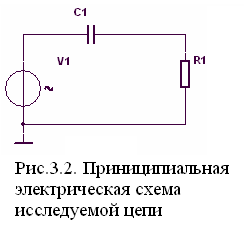 C1
V1
R1
~
Рис.3.2. Приниципиальная
электрическая схема
исследуемой цепи